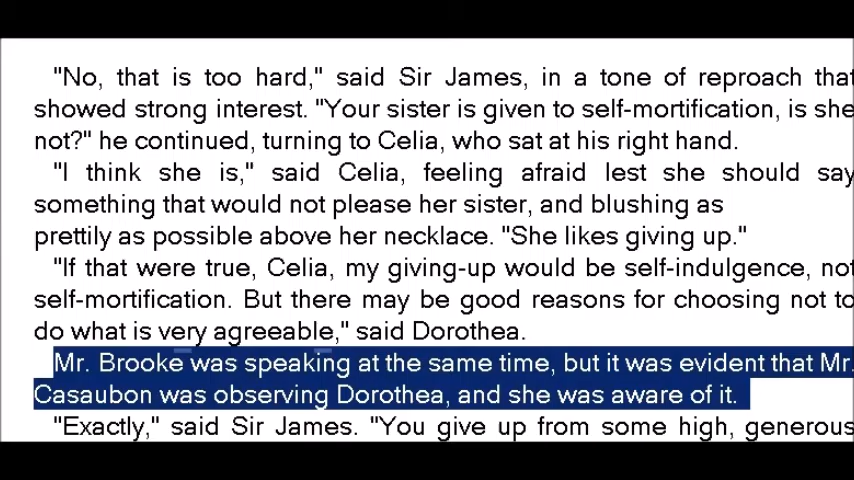 "No, that is too hard," said Sir James, in a tone of reproach that
showed strong interest. "Your sister is given to self-mortification, is she
not?" he continued, turning to Celia, who sat at his right hand.
"I think she is," said Celia, feeling afraid lest she should say
something that would not please her sister, and blushing as
prettily as possible above her necklace. "She likes giving up."
"If that were true, Celia, my giving-up would be self-indulgence, not
self-mortification. But there may be good reasons for choosing not to
do what is very agreeable," said Dorothea.
Mr. Brooke was speaking at the same time, but it was evident that Mr.
Casaubon was observing Dorothea, and she was aware of it.
"Exactly," said Sir James. "You give up from some high, generous